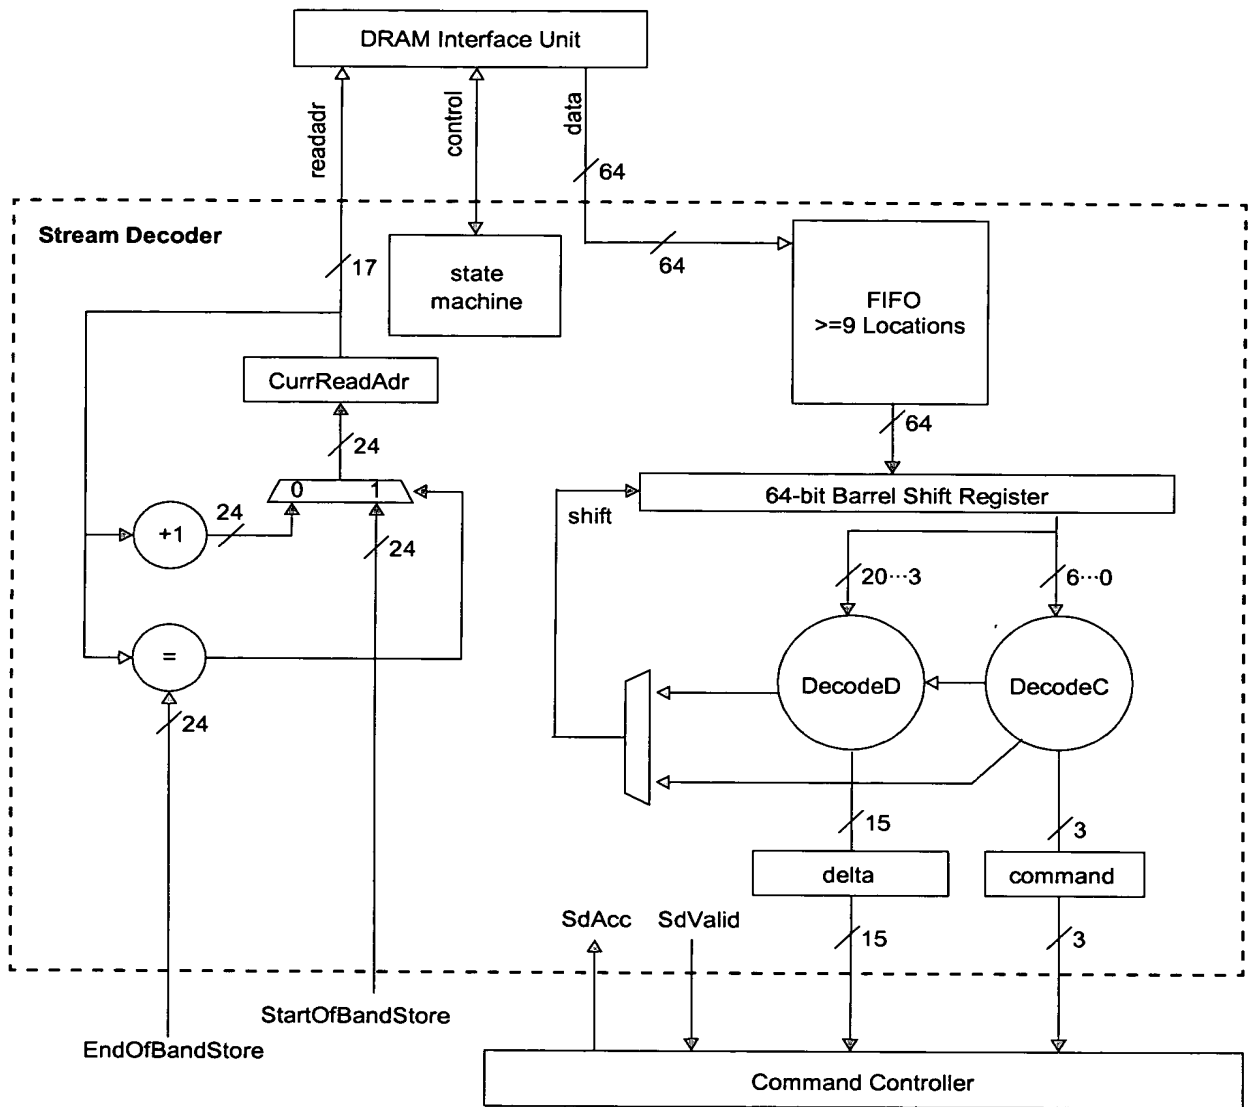 DRAM Interface Unit
readadr
control
data
64
Stream Decoder
17
state
machine
64
FIFO
>=9 Locations
CurrReadAdr
64
24
0 1
64-bit Barrel Shift Register
shift
24
+1
24
20···3
6···0
=
DecodeD
DecodeC
24
15
3
delta
command
SdAcc
SdValid
15
3
StartOfBandStore
EndOfBandStore
Command Controller